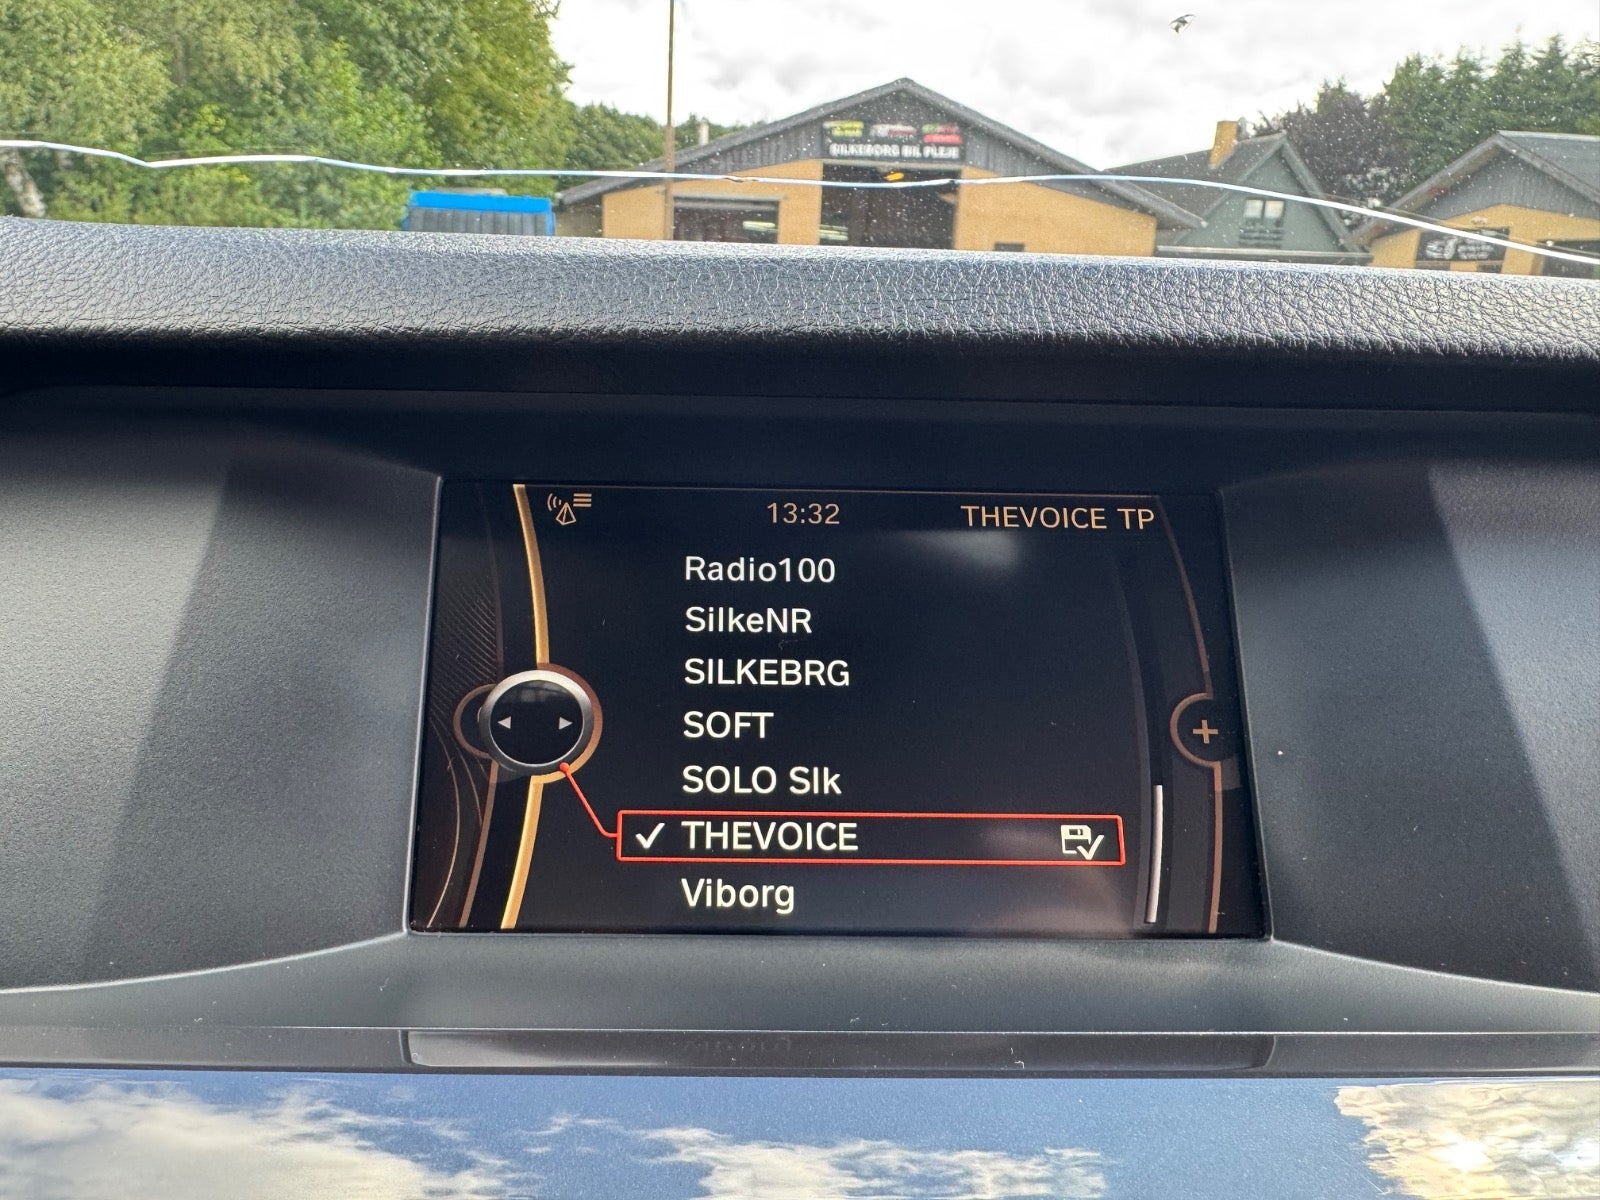 SILKEBORG BIL PLEJE
13:32
THEVOICE TP
Radio100
SilkeNR
SILKEBRG
SOFT
SOLO Slk
THEVOICE
Viborg